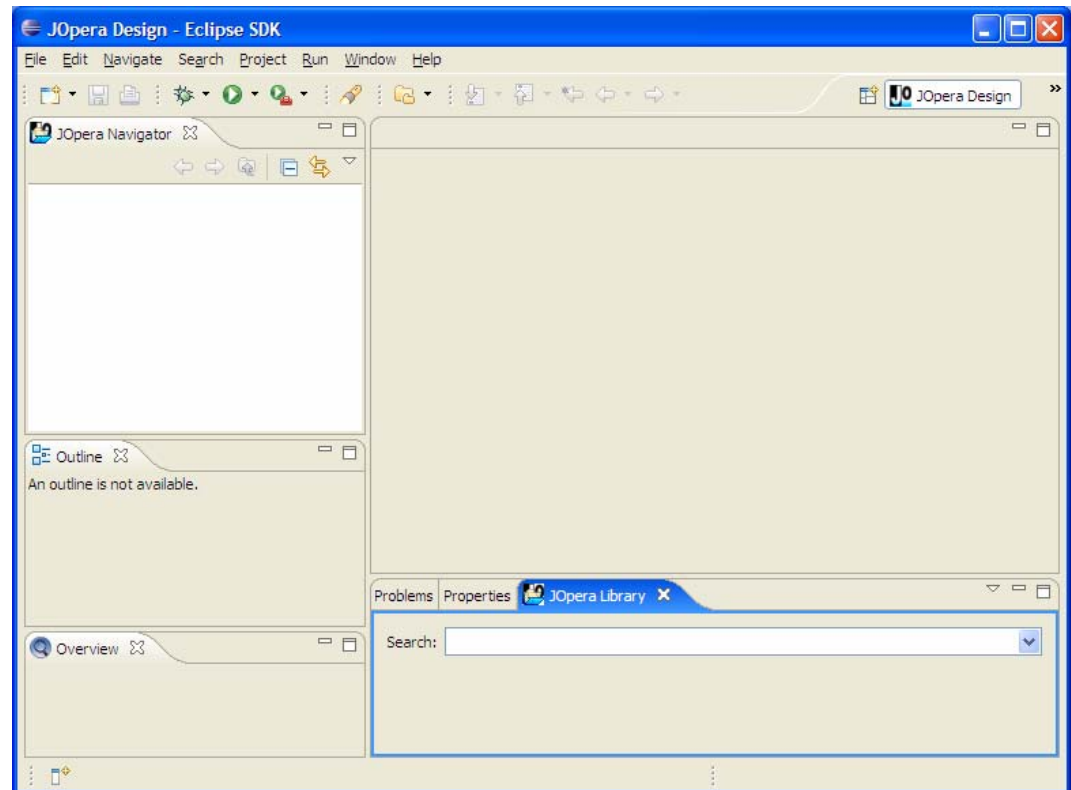 JOpera Design - Eclipse SDK
File Edit Navigate Search Project Run Window Help
JO JOpera Design »
JOpera Navigator
Outline
An outline is not available.
Problems Properties JOpera Library
Search:
Overview